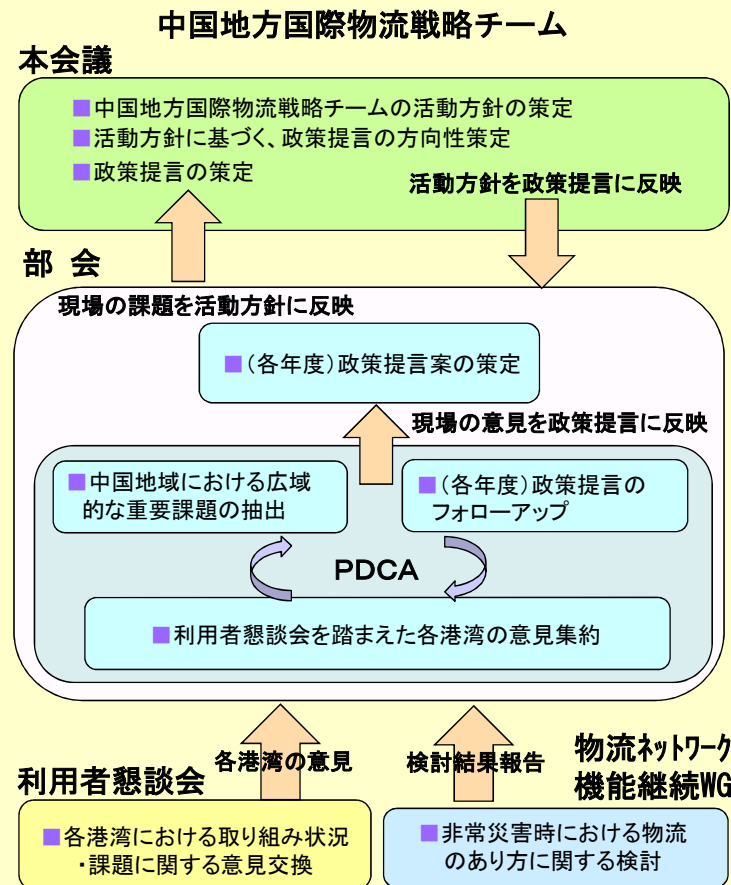 中国地方国際物流戦略チーム
本会議
■中国地方国際物流戦略チームの活動方針の策定
■活動方針に基づく、政策提言の方向性策定
■政策提言の策定
活動方針を政策提言に反映
部 会
現場の課題を活動方針に反映
■(各年度)政策提言案の策定
現場の意見を政策提言に反映
■中国地域における広域
的な重要課題の抽出
■(各年度)政策提言の
フォローアップ
PDCA
■利用者懇談会を踏まえた各港湾の意見集約
各港湾の意見
検討結果報告
利用者懇談会
■各港湾における取り組み状況
・課題に関する意見交換
物流ネットワーク
機能継続WG
■非常災害時における物流
のあり方に関する検討